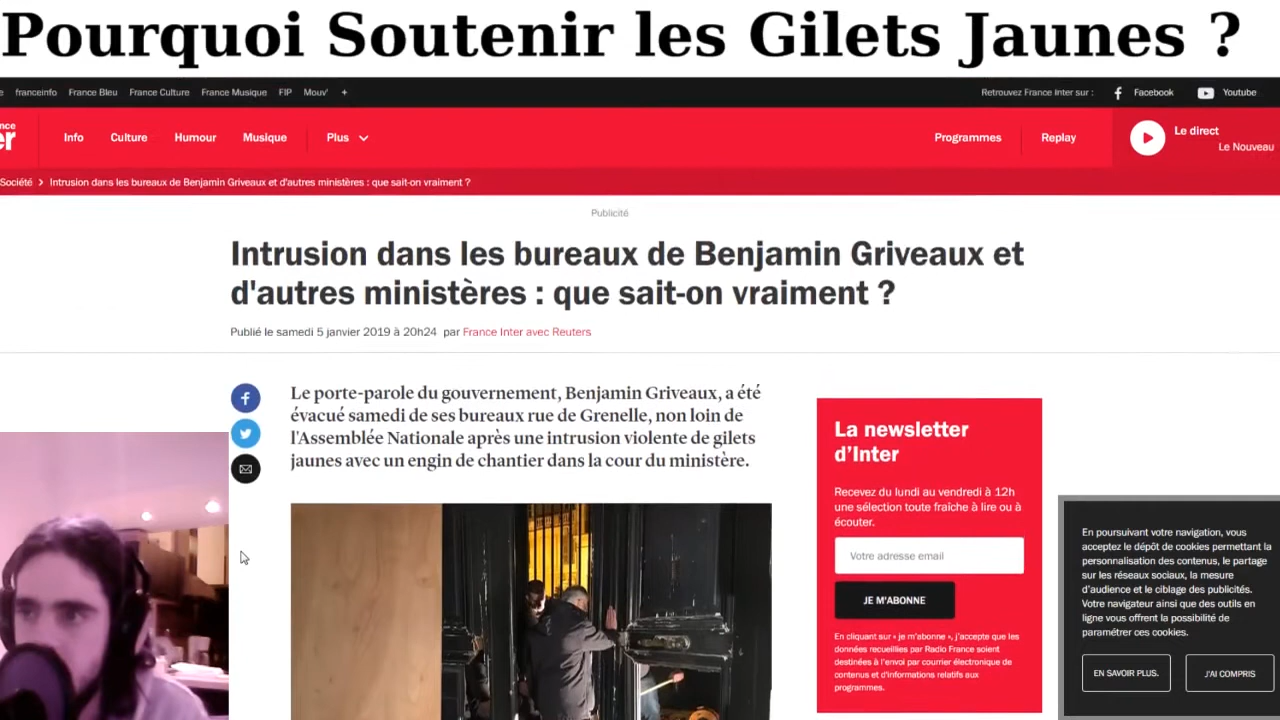 Pourquoi Soutenir les Gilets Jaunes ?
franceinfo France Bleu France Culture France Musique FIP Mouv' + Retrouvez France Inter sur : Facebook Youtube
Info Culture Humour Musique Plus Programmes Replay Le direct
Le Nouveau
Société > Intrusion dans les bureaux de Benjamin Griveaux et d'autres ministères : que sait-on vraiment ?
Publicité
Intrusion dans les bureaux de Benjamin Griveaux et
d'autres ministères : que sait-on vraiment ?
Publié le samedi 5 janvier 2019 à 20h24 par France Inter avec Reuters
Le porte-parole du gouvernement, Benjamin Griveaux, a été
évacué samedi de ses bureaux rue de Grenelle, non loin de
l'Assemblée Nationale après une intrusion violente de gilets
jaunes avec un engin de chantier dans la cour du ministère.
La newsletter
d'Inter
Recevez du lundi au vendredi à 12h
une sélection toute fraîche à lire ou à
écouter.
Votre adresse email
JE M'ABONNE
En cliquant sur « je m'abonne », j'accepte que les
données recueillies par Radio France soient
destinées à l'envoi par courrier électronique de
contenus et d'informations relatifs aux
programmes.
En poursuivant votre navigation, vous
acceptez le dépôt de cookies permettant la
personnalisation des contenus, le partage
sur les réseaux sociaux, la mesure
d'audience et le ciblage des publicités.
Votre navigateur ainsi que des outils en
ligne vous offrent la possibilité de
paramétrer ces cookies.
EN SAVOIR PLUS. J'AI COMPRIS